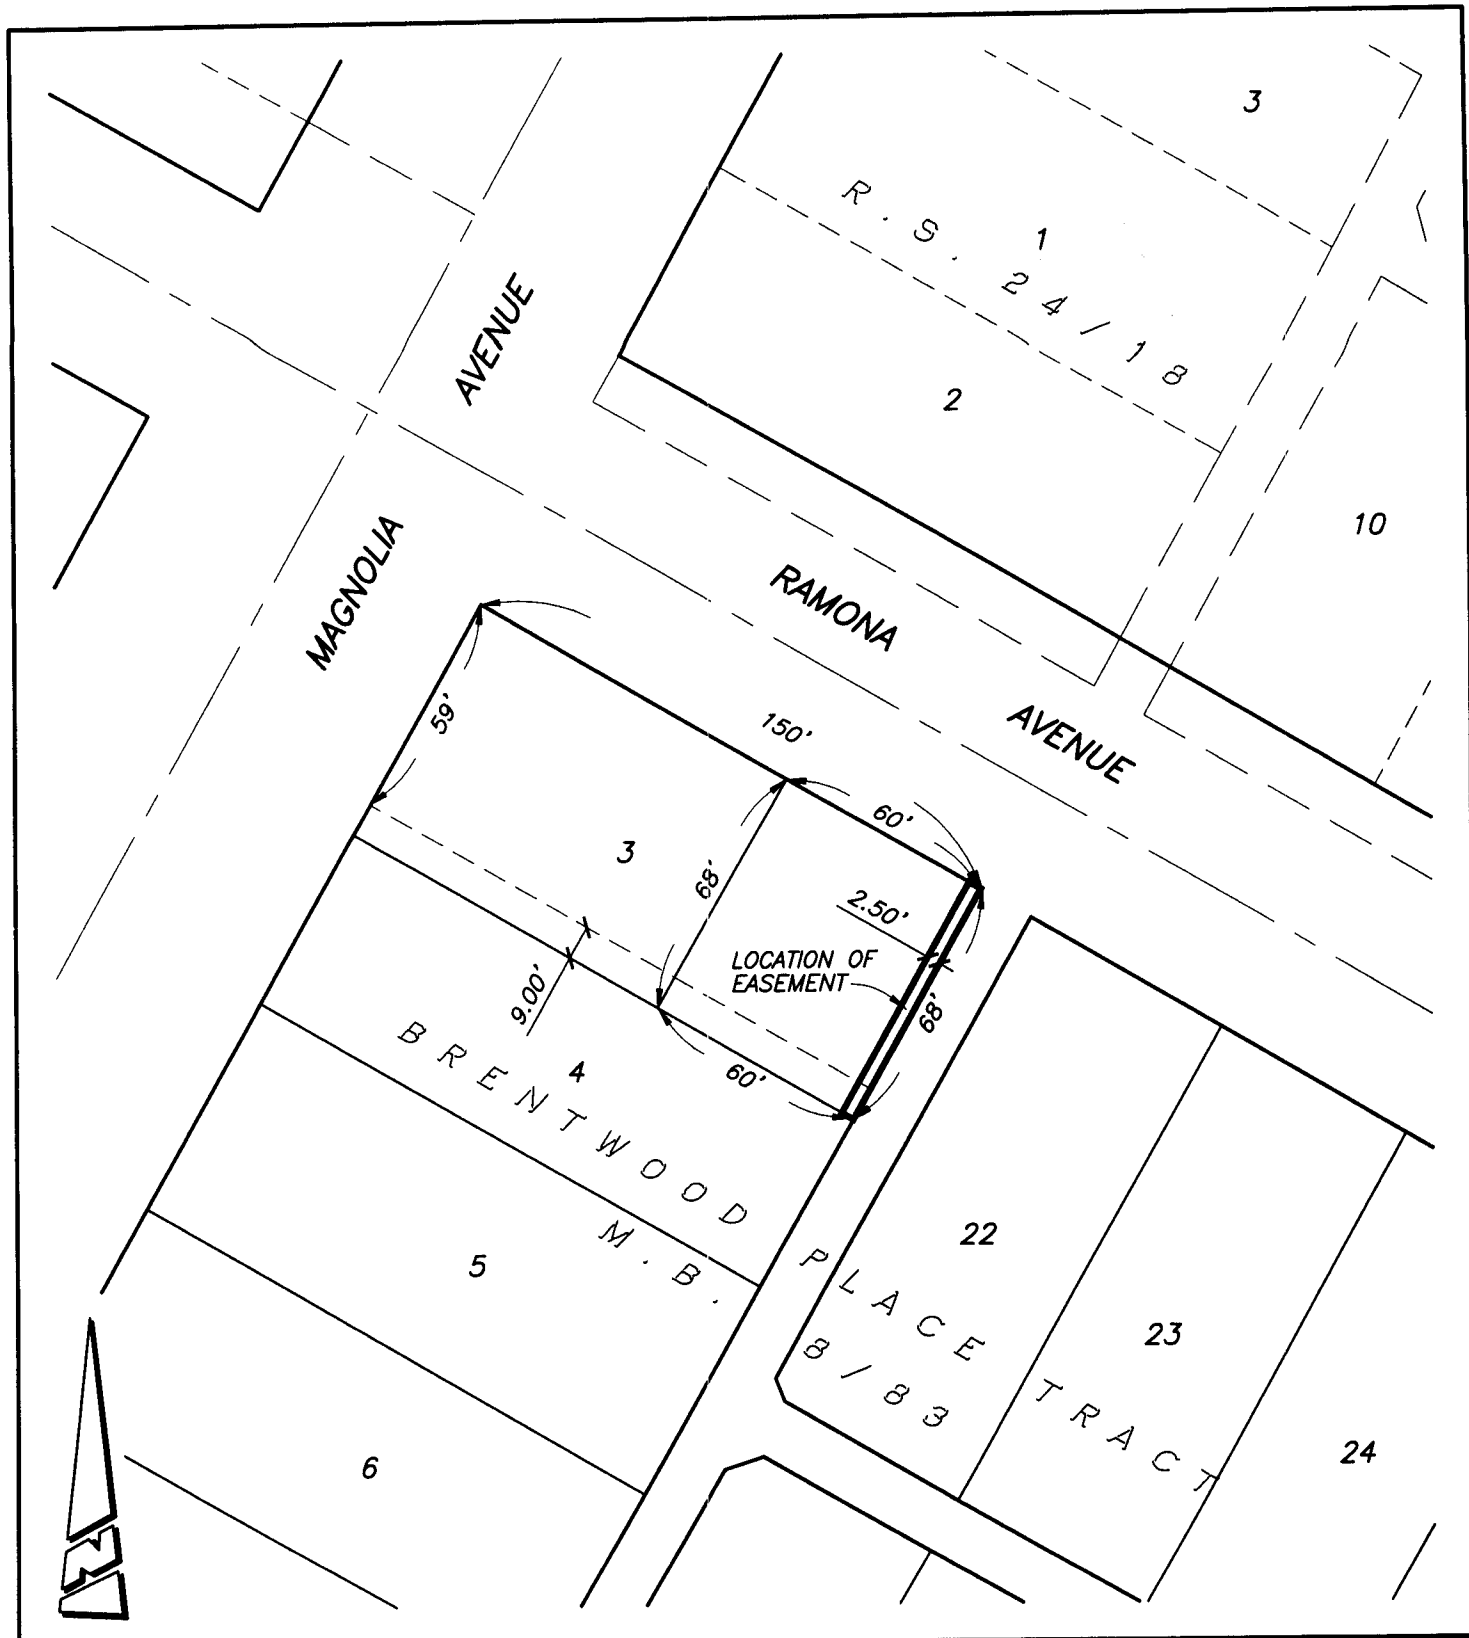 3
R.S. 24/18
1
2
10
MAGNOLIA AVENUE
RAMONA AVENUE
59'
150'
60'
3
68'
2.50'
LOCATION OF
EASEMENT
68'
9.00'
60'
4
BRENTWOOD PLACE TRACT
M.B. 8/83
5
22
23
24
6
N